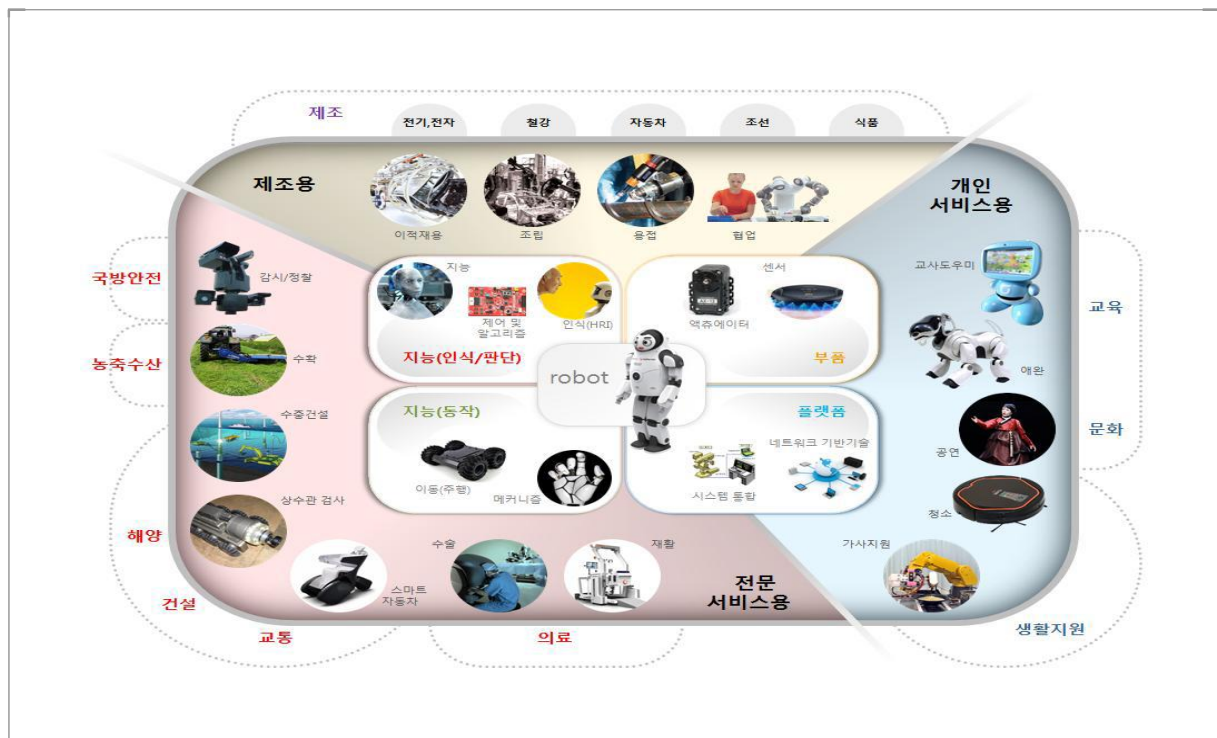 제조
전기,전자
철강
자동차
조선
식품
제조용
이적재용
조립
용접
협업
개인
서비스용
교사도우미
애완
공연
청소
가사지원
교육
문화
생활지원
국방안전
농축수산
해양
건설
교통
의료
감시/정찰
수확
수중건설
상수관 검사
스마트
자동차
수술
재활
전문
서비스용
지능
제어 및
알고리즘
인식(HRI)
지능(인식/판단)
센서
액츄에이터
부품
robot
지능(동작)
이동(주행)
메커니즘
플랫폼
네트워크 기반기술
시스템 통합